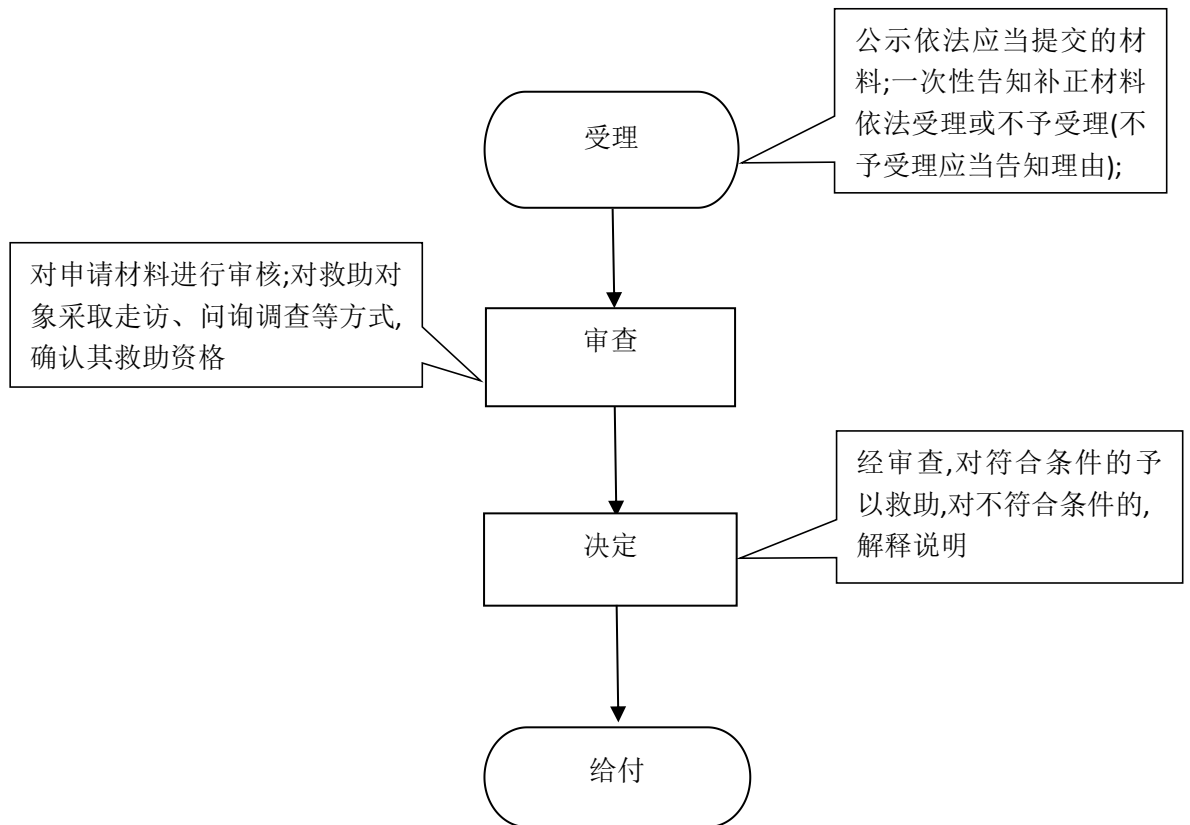 公示依法应当提交的材
料;一次性告知补正材料
依法受理或不予受理(不
予受理应当告知理由);
受理
对申请材料进行审核;对救助对
象采取走访、问询调查等方式,
确认其救助资格
审查
经审查,对符合条件的予
以救助,对不符合条件的,
解释说明
决定
给付